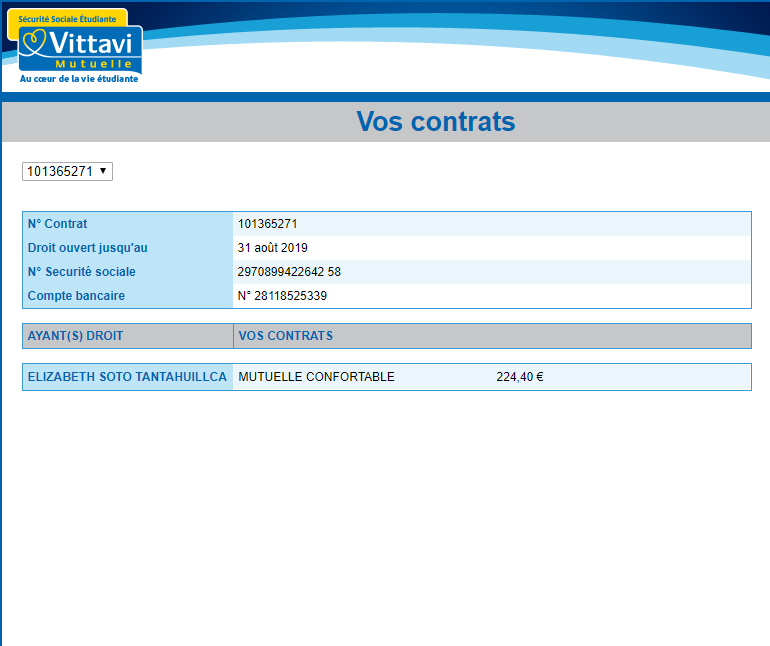 Sécurité Sociale Étudiante
Vittavi
Mutuelle
Au cœur de la vie étudiante
Vos contrats
101365271 ▼
N° Contrat 101365271
Droit ouvert jusqu'au 31 août 2019
N° Securité sociale 2970899422642 58
Compte bancaire N° 28118525339
AYANT(S) DROIT VOS CONTRATS
ELIZABETH SOTO TANTAHUILLCA MUTUELLE CONFORTABLE 224,40 €